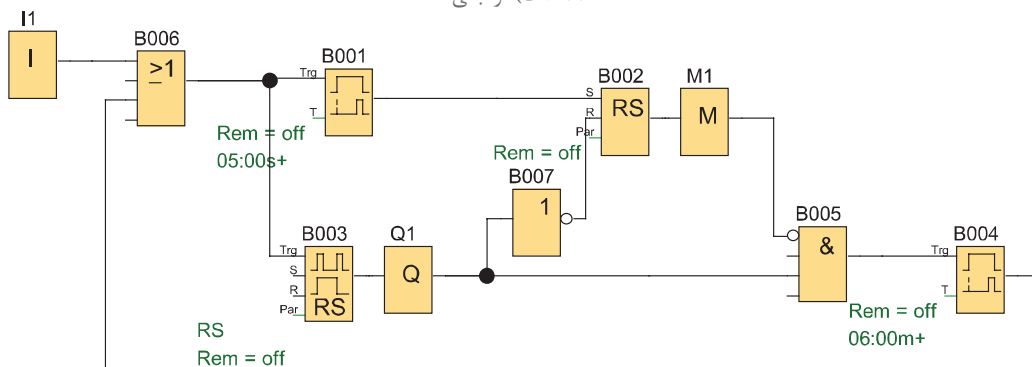 I1
I
B006
≥1
B001
Trg
T
Rem = off
05:00s+
B002
S
R
Par
RS
Rem = off
M1
M
B007
1
B003
Trg
S
R
Par
RS
RS
Rem = off
Q1
Q
B005
&
B004
Trg
T
Rem = off
06:00m+